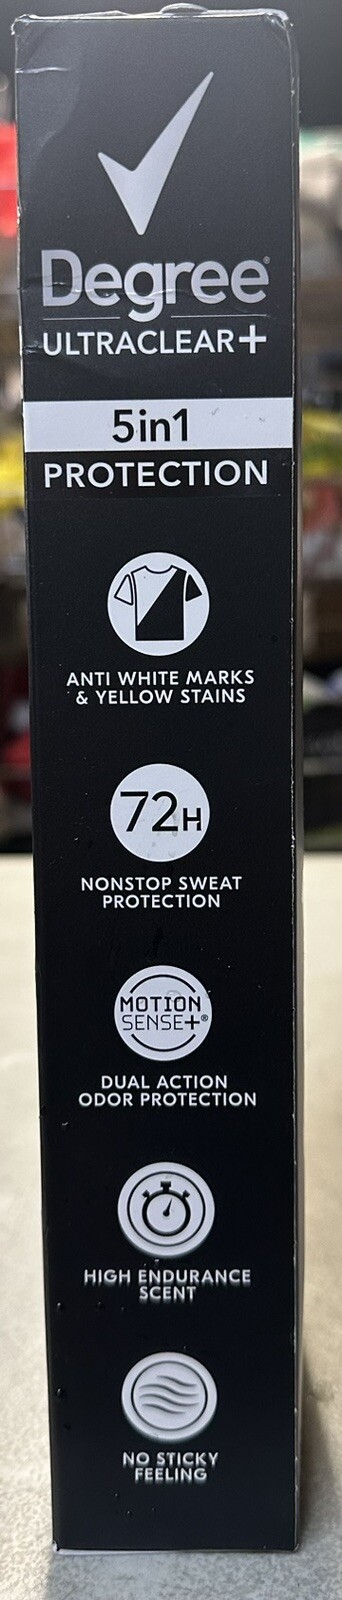 Degree®
ULTRACLEAR+
5in1
PROTECTION
ANTI WHITE MARKS
& YELLOW STAINS
72H
NONSTOP SWEAT
PROTECTION
MOTION
SENSE+®
DUAL ACTION
ODOR PROTECTION
HIGH ENDURANCE
SCENT
NO STICKY
FEELING